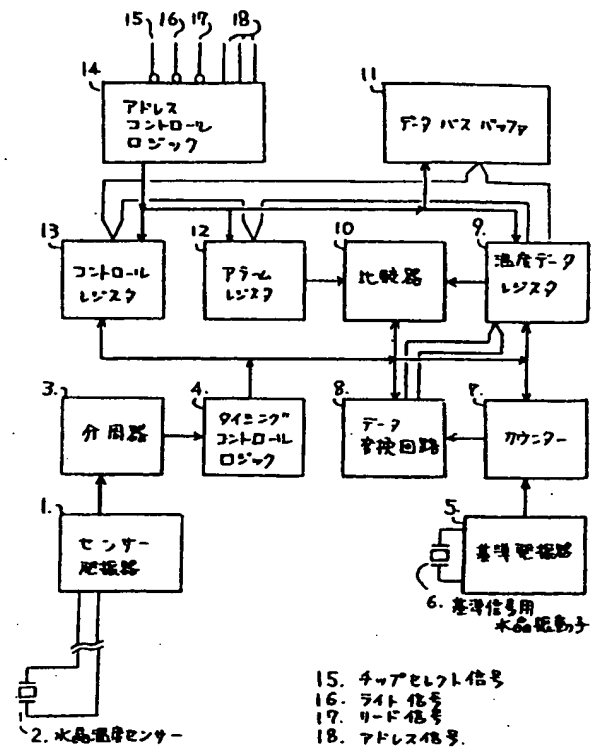 15. 16. 17. 18
14
アドレス
コントロール
ロジック
11
データ バス バッファ
13
コントロール
レジスタ
12
アラーム
レジスタ
10
比較器
9.
温度データ
レジスタ
3.
分周器
4.
タイミング
コントロール
ロジック
8.
データ
変換回路
7.
カウンター
1.
センサー
発振器
5.
基準発振器
6. 基準信号用
水晶振動子
2. 水晶温度センサー
15. チップセレクト信号
16. ライト信号
17. リード信号
18. アドレス信号.